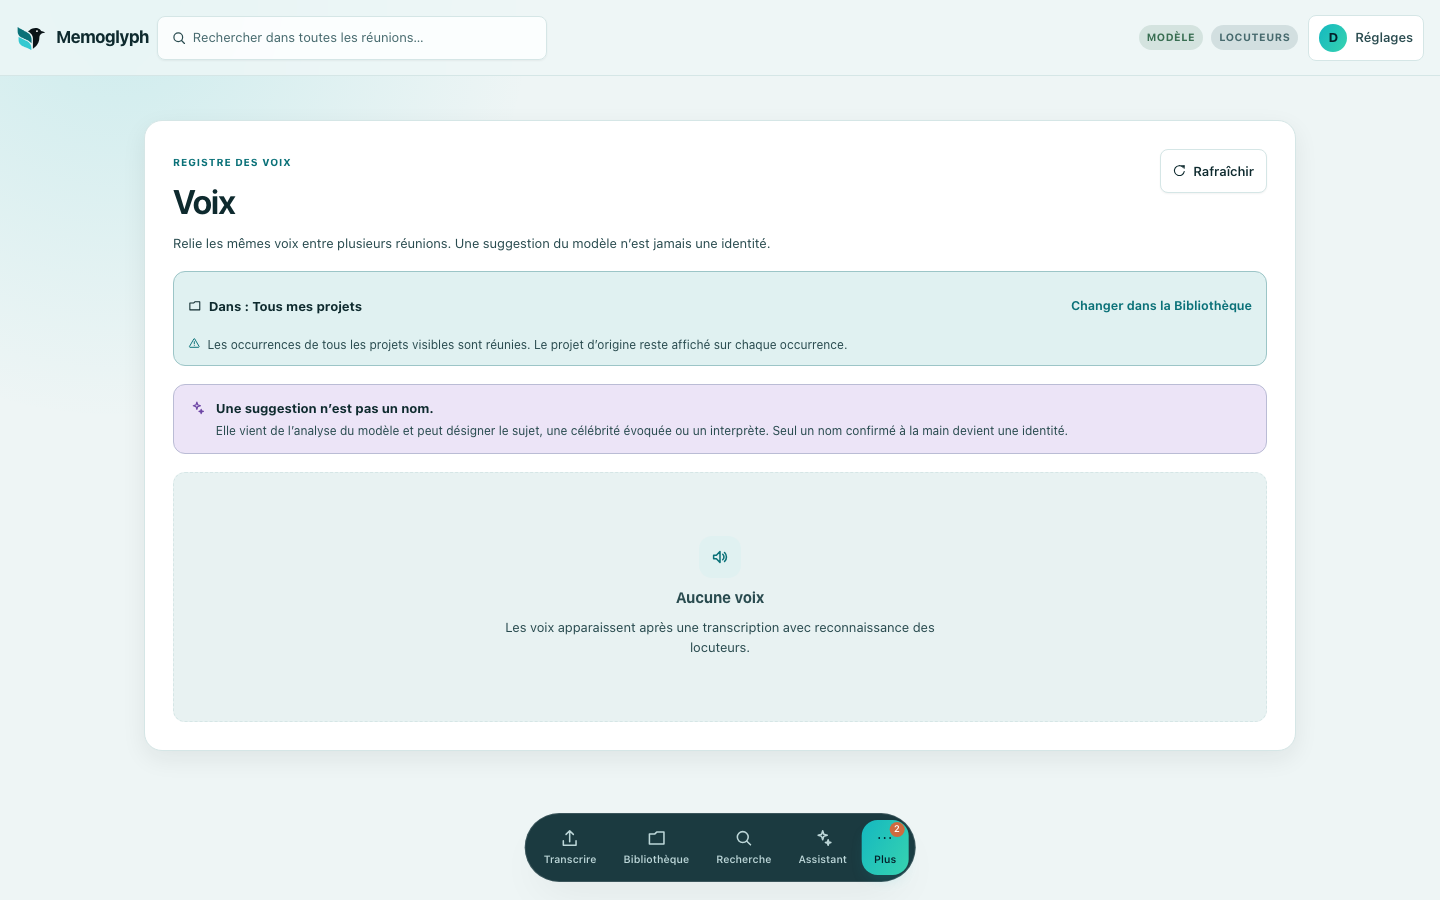 Memoglyph
Rechercher dans toutes les réunions…
MODÈLE
LOCUTEURS
D
Réglages
REGISTRE DES VOIX
Rafraîchir
Voix
Relie les mêmes voix entre plusieurs réunions. Une suggestion du modèle n’est jamais une identité.
Dans : Tous mes projets
Changer dans la Bibliothèque
Les occurrences de tous les projets visibles sont réunies. Le projet d’origine reste affiché sur chaque occurrence.
Une suggestion n’est pas un nom.
Elle vient de l’analyse du modèle et peut désigner le sujet, une célébrité évoquée ou un interprète. Seul un nom confirmé à la main devient une identité.
Aucune voix
Les voix apparaissent après une transcription avec reconnaissance des
locuteurs.
Transcrire
Bibliothèque
Recherche
Assistant
2
Plus